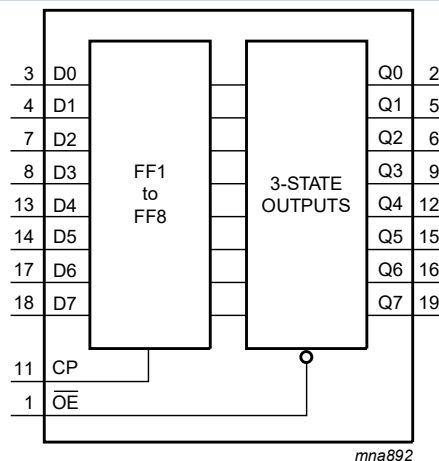 3 D0 Q0 2
4 D1 Q1 5
7 D2 Q2 6
8 D3 Q3 9
13 D4 Q4 12
14 D5 Q5 15
17 D6 Q6 16
18 D7 Q7 19
FF1
to
FF8
3-STATE
OUTPUTS
11 CP
1 O̅E̅
mna892